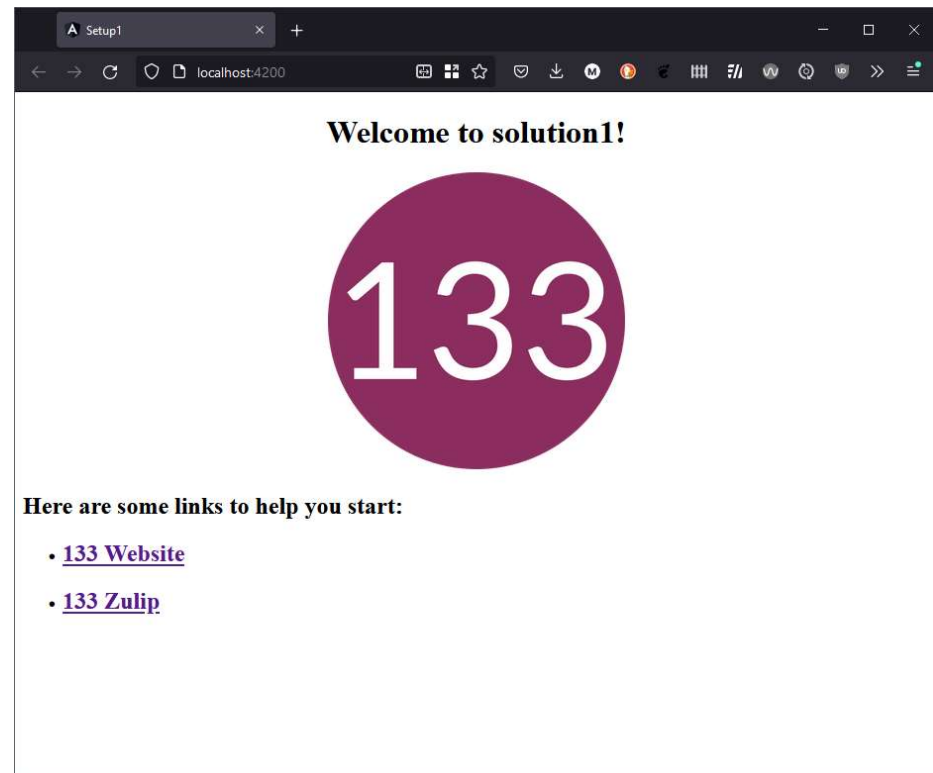 Setup1
localhost:4200
Welcome to solution1!
133
Here are some links to help you start:
133 Website
133 Zulip